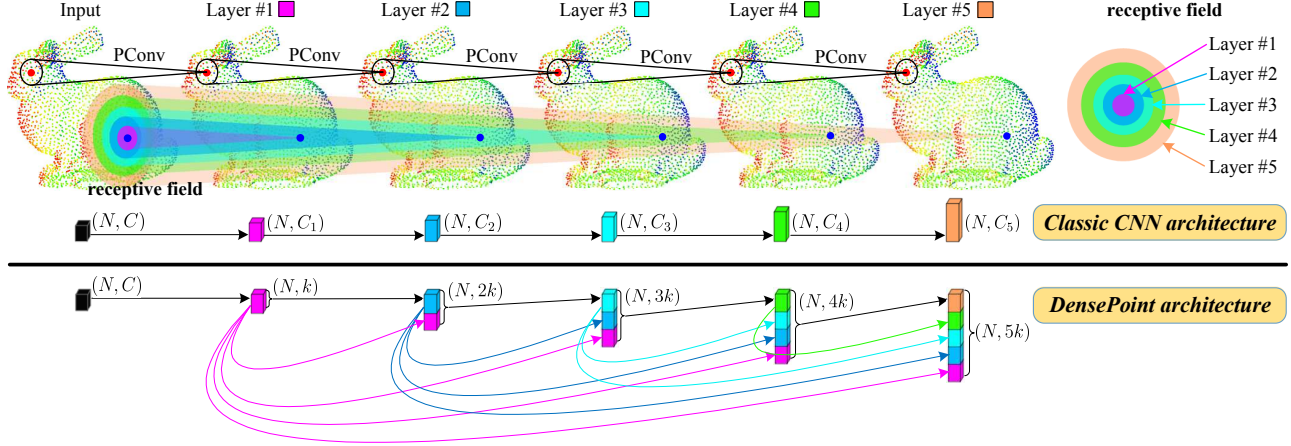 Input Layer #1 Layer #2 Layer #3 Layer #4 Layer #5 receptive field
PConv PConv PConv PConv PConv
Layer #1
Layer #2
Layer #3
Layer #4
Layer #5
receptive field
(N, C) (N, C₁) (N, C₂) (N, C₃) (N, C₄) (N, C₅) Classic CNN architecture
(N, C) (N, k) (N, 2k) (N, 3k) (N, 4k) (N, 5k) DensePoint architecture